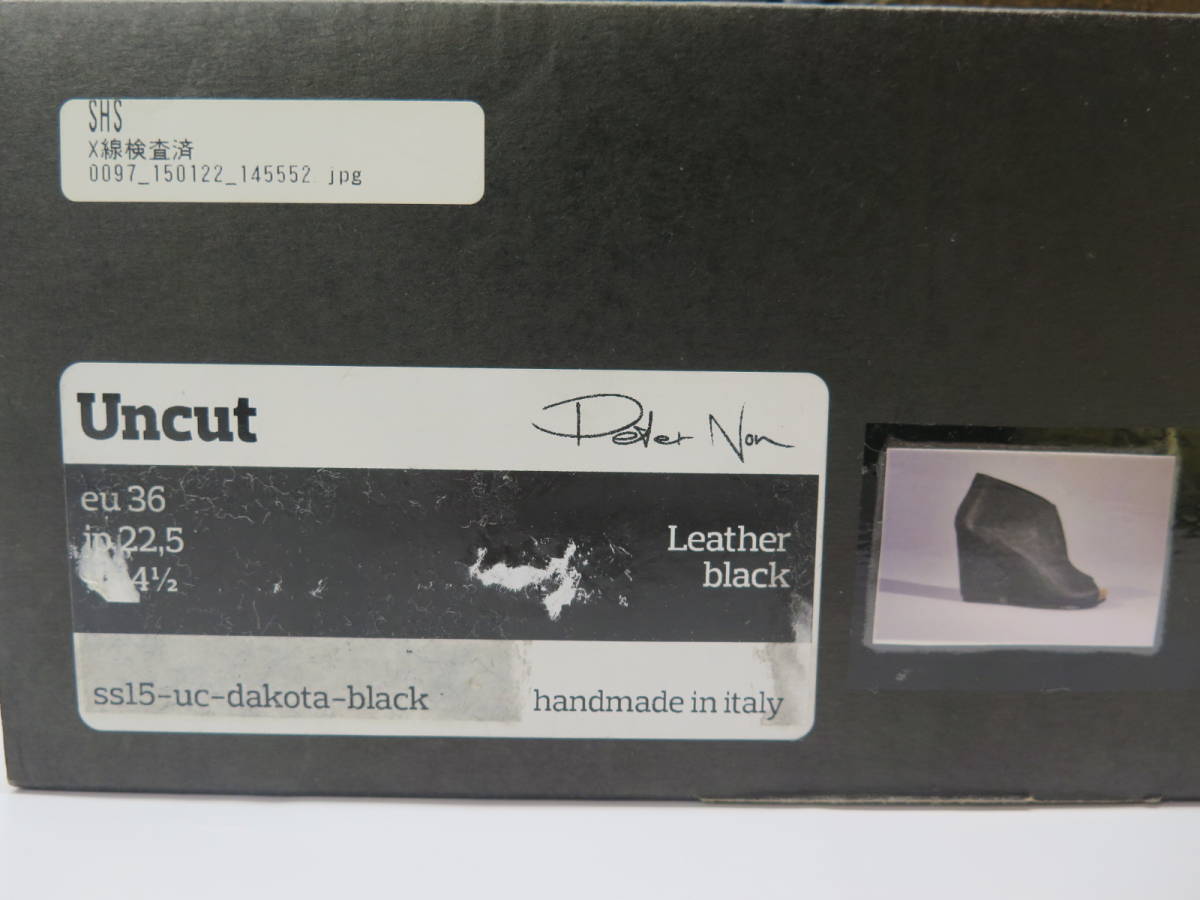 SHS
X線検査済
0097_150122_145552.jpg
Uncut
Peter Non
eu 36
jp 22,5
4½
Leather
black
ss15-uc-dakota-black
handmade in italy